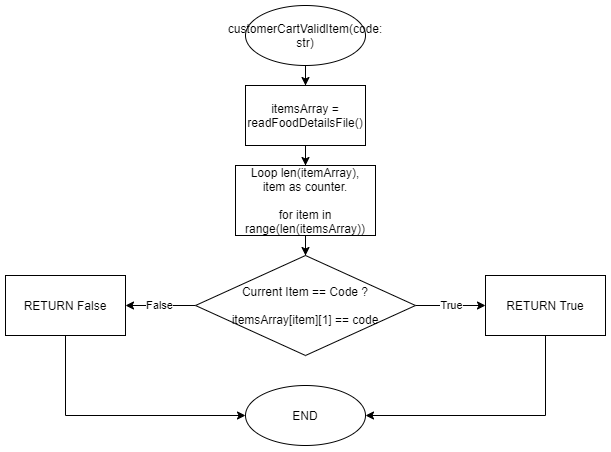 customerCartValidItem(code:
str)
itemsArray =
readFoodDetailsFile()
Loop len(itemArray),
item as counter.
for item in
range(len(itemsArray))
Current Item == Code ?
itemsArray[item][1] == code
False
True
RETURN False
RETURN True
END